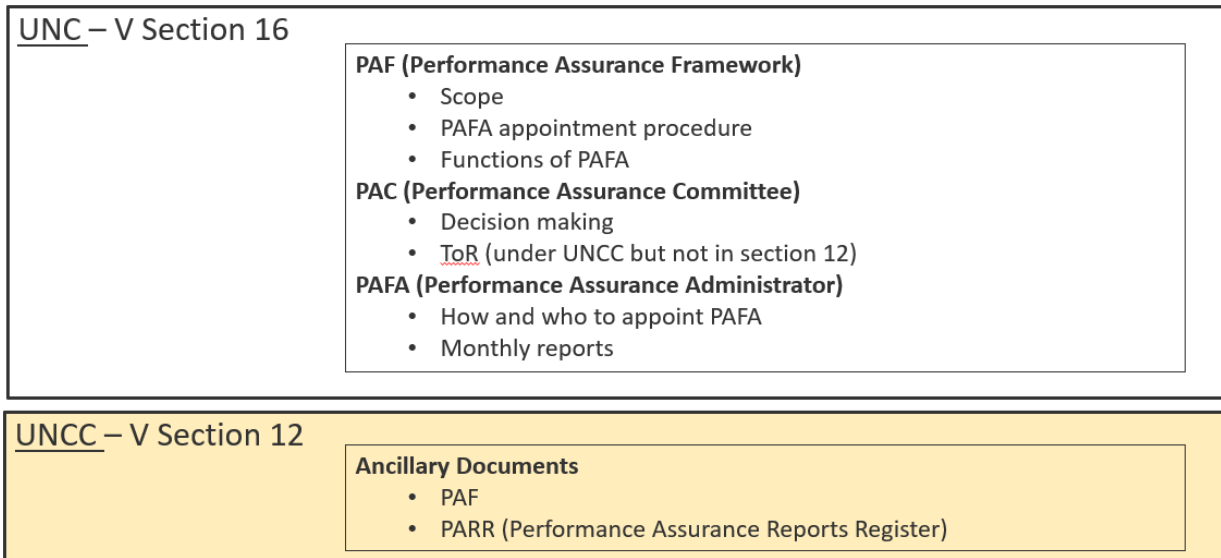 UNC – V Section 16
PAF (Performance Assurance Framework)
• Scope
• PAFA appointment procedure
• Functions of PAFA
PAC (Performance Assurance Committee)
• Decision making
• ToR (under UNCC but not in section 12)
PAFA (Performance Assurance Administrator)
• How and who to appoint PAFA
• Monthly reports
UNCC – V Section 12
Ancillary Documents
• PAF
• PARR (Performance Assurance Reports Register)